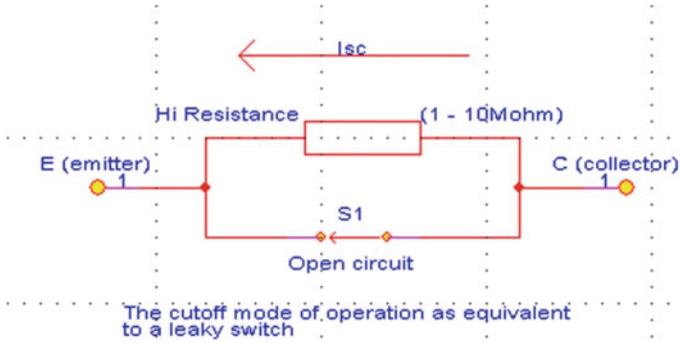 Isc
Hi Resistance (1 - 10Mohm)
E (emitter) C (collector)
1 1
S1
Open circuit
The cutoff mode of operation as equivalent
to a leaky switch